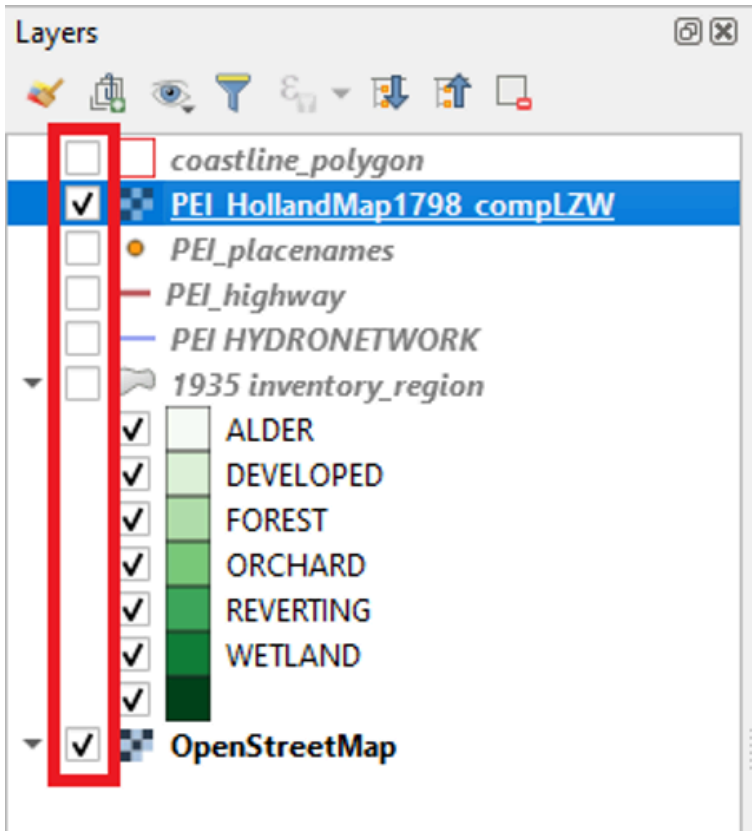 Layers
coastline_polygon
PEI_HollandMap1798_compLZW
PEI_placenames
PEI_highway
PEI HYDRONETWORK
1935 inventory_region
ALDER
DEVELOPED
FOREST
ORCHARD
REVERTING
WETLAND
OpenStreetMap